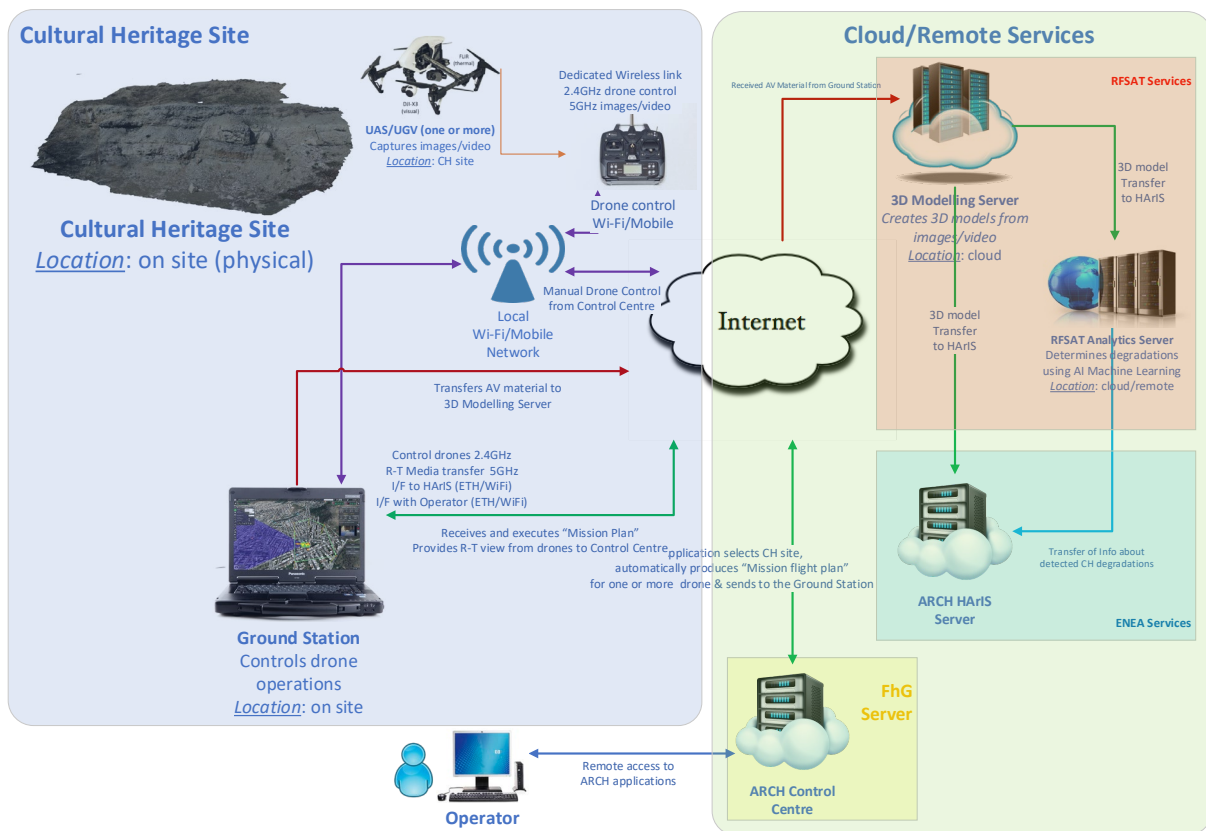 Cultural Heritage Site
FLIR
(thermal)
DJI-X3
(visual)
UAS/UGV (one or more)
Captures images/video
Location: CH site
Dedicated Wireless link
2.4GHz drone control
5GHz images/video
Drone control
Wi-Fi/Mobile
Cultural Heritage Site
Location: on site (physical)
Local
Wi-Fi/Mobile
Network
Manual Drone Control
from Control Centre
Internet
Transfers AV material to
3D Modelling Server
Control drones 2.4GHz
R-T Media transfer 5GHz
I/F to HArIS (ETH/WiFi)
I/F with Operator (ETH/WiFi)
Receives and executes “Mission Plan”
Provides R-T view from drones to Control Centre,
Panasonic
Ground Station
Controls drone
operations
Location: on site
Cloud/Remote Services
Received AV Material from Ground Station
RFSAT Services
3D Modelling Server
Creates 3D models from
images/video
Location: cloud
3D model
Transfer
to HArIS
3D model
Transfer
to HArIS
RFSAT Analytics Server
Determines degradations
using AI Machine Learning
Location: cloud/remote
pplication selects CH site,
automatically produces “Mission flight plan”
for one or more drone & sends to the Ground Station
Transfer of Info about
detected CH degradations
ARCH HArIS
Server
ENEA Services
FhG
Server
ARCH Control
Centre
Remote access to
ARCH applications
Operator